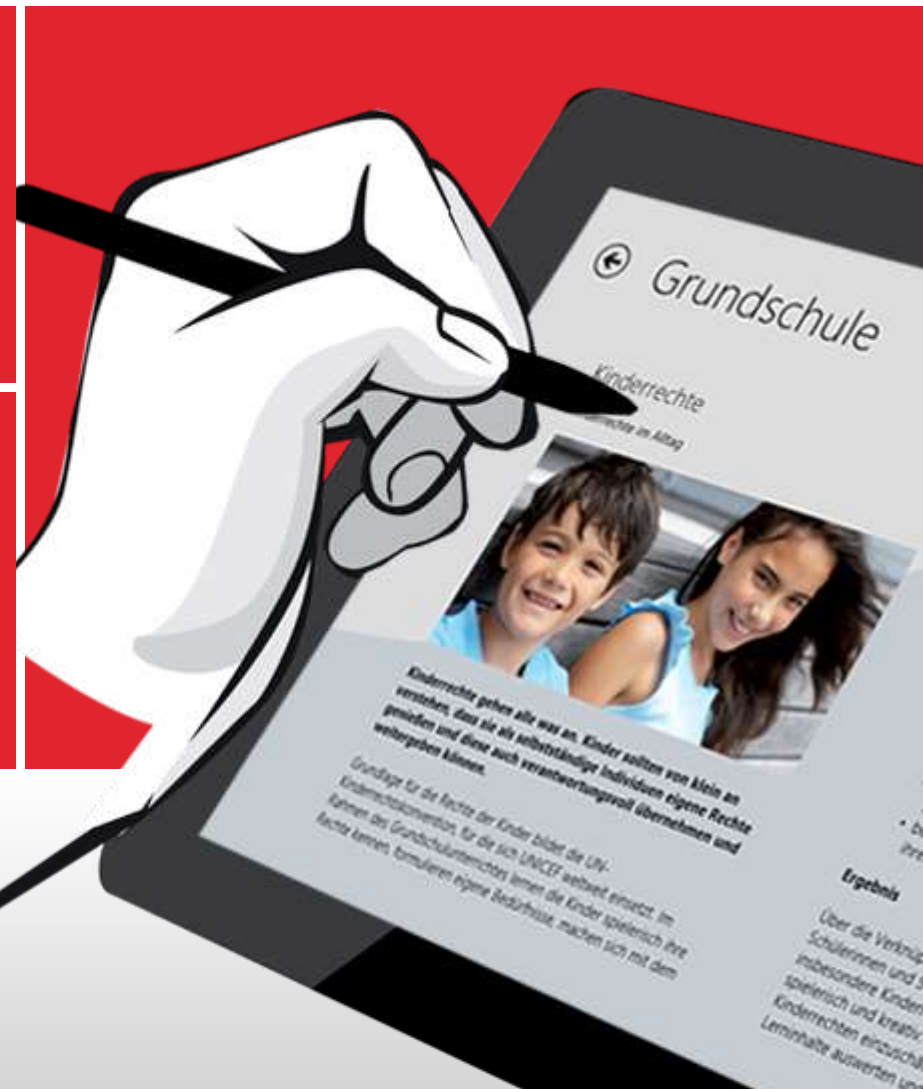 Grundschule
Kinderrechte
im Alltag
Kinderrechte gehen alle was an. Kinder sollten von klein an
verstehen, dass sie als selbstständige Individuen eigene Rechte
genießen und diese auch verantwortungsvoll übernehmen und
weitergeben können.
Grundlage für die Rechte der Kinder bildet die UN-
Kinderrechtskonvention, für die sich UNICEF weltweit einsetzt. Im
Rahmen des Grundschulunterrichtes lernen die Kinder spielerisch ihre
Rechte kennen, formulieren eigene Bedürfnisse, machen sich mit dem
Ergebnis
Über die
Schülerinnen und
insbesondere
spielerisch und kreativ
Kinderrechten
Lerninhalte auswerten